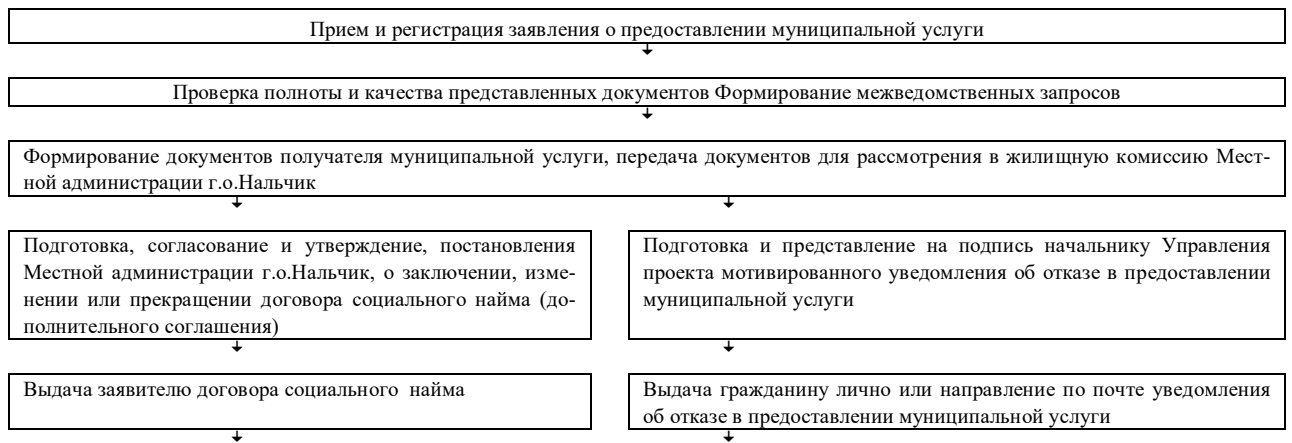 Прием и регистрация заявления о предоставлении муниципальной услуги
Проверка полноты и качества представленных документов Формирование межведомственных запросов
Формирование документов получателя муниципальной услуги, передача документов для рассмотрения в жилищную комиссию Мест-
ной администрации г.о.Нальчик
Подготовка, согласование и утверждение, постановления
Местной администрации г.о.Нальчик, о заключении, изме-
нении или прекращении договора социального найма (до-
полнительного соглашения)
Подготовка и представление на подпись начальнику Управления
проекта мотивированного уведомления об отказе в предоставлении
муниципальной услуги
Выдача заявителю договора социального найма
Выдача гражданину лично или направление по почте уведомления
об отказе в предоставлении муниципальной услуги